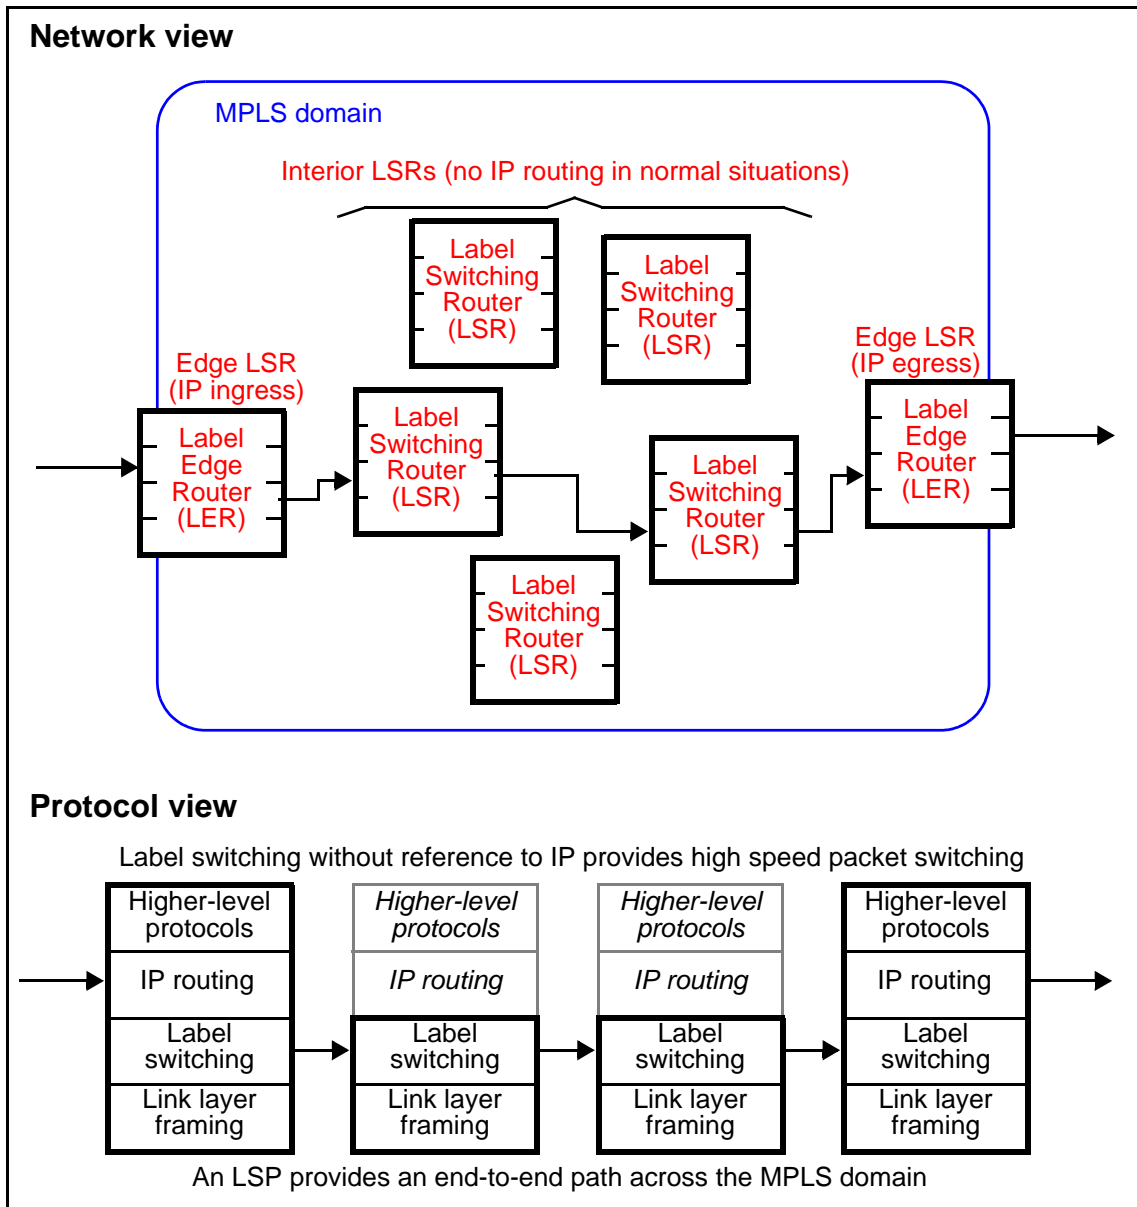 Network view
MPLS domain
Interior LSRs (no IP routing in normal situations)
Label
Switching
Router
(LSR)
Label
Switching
Router
(LSR)
Edge LSR
(IP ingress)
Edge LSR
(IP egress)
Label
Edge
Router
(LER)
Label
Switching
Router
(LSR)
Label
Switching
Router
(LSR)
Label
Edge
Router
(LER)
Label
Switching
Router
(LSR)
Protocol view
Label switching without reference to IP provides high speed packet switching
Higher-level
protocols
IP routing
Label
switching
Link layer
framing
Higher-level
protocols
IP routing
Label
switching
Link layer
framing
Higher-level
protocols
IP routing
Label
switching
Link layer
framing
Higher-level
protocols
IP routing
Label
switching
Link layer
framing
An LSP provides an end-to-end path across the MPLS domain